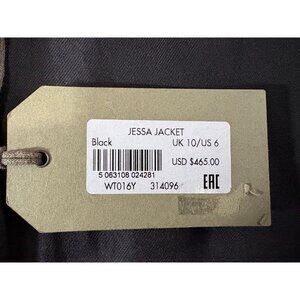 JESSA JACKET
Black UK 10/US 6
USD $465.00
5 063108 024281
WT016Y 314096 EAC